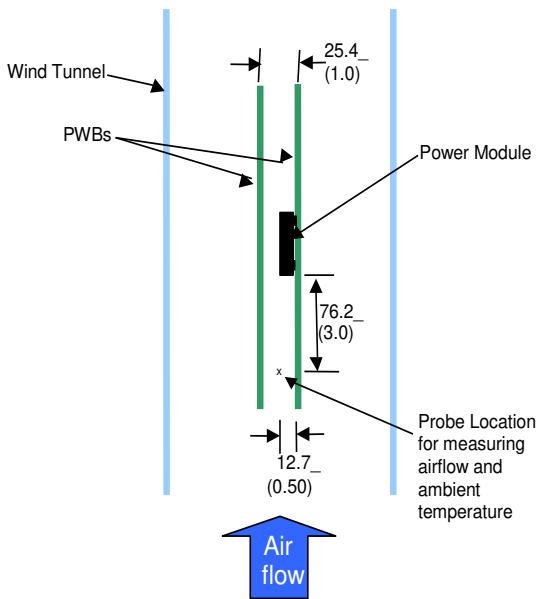 25.4_
(1.0)
Wind Tunnel
PWBs
Power Module
76.2_
(3.0)
x
Probe Location
for measuring
airflow and
ambient
temperature
12.7_
(0.50)
Air
flow